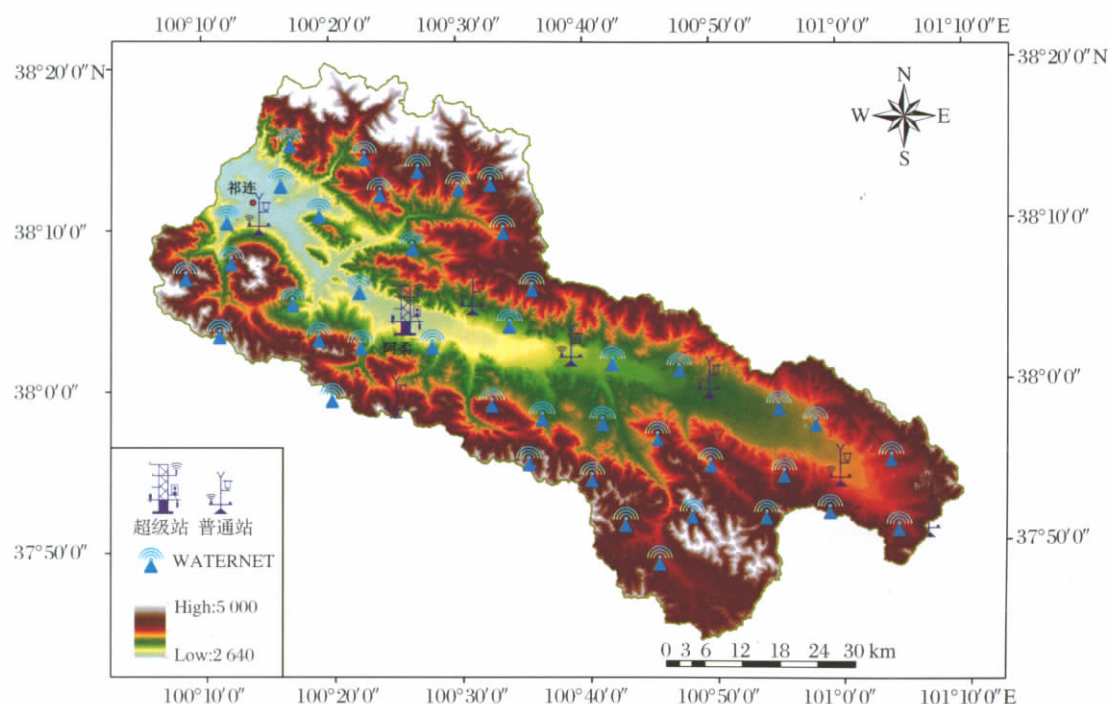 100°10′0″ 100°20′0″ 100°30′0″ 100°40′0″ 100°50′0″ 101°0′0″ 101°10′0″
38°20′0″N 38°20′0″N
N
W E
S
祁连
38°10′0″ 38°10′0″
阿柔
38°0′0″ 38°0′0″
超级站 普通站
37°50′0″ 37°50′0″
WATERNET
High:5 000
Low:2 640
0 3 6 12 18 24 30 km
100°10′0″ 100°20′0″ 100°30′0″ 100°40′0″ 100°50′0″ 101°0′0″ 101°10′0″E